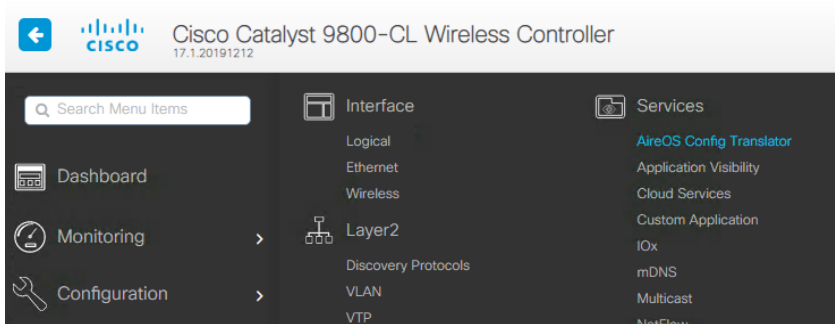 CISCO
Cisco Catalyst 9800-CL Wireless Controller
17.1.20191212
Search Menu Items
Dashboard
Monitoring
Configuration
Interface
Logical
Ethernet
Wireless
Layer2
Discovery Protocols
VLAN
VTP
Services
AireOS Config Translator
Application Visibility
Cloud Services
Custom Application
IOx
mDNS
Multicast
NetFlow